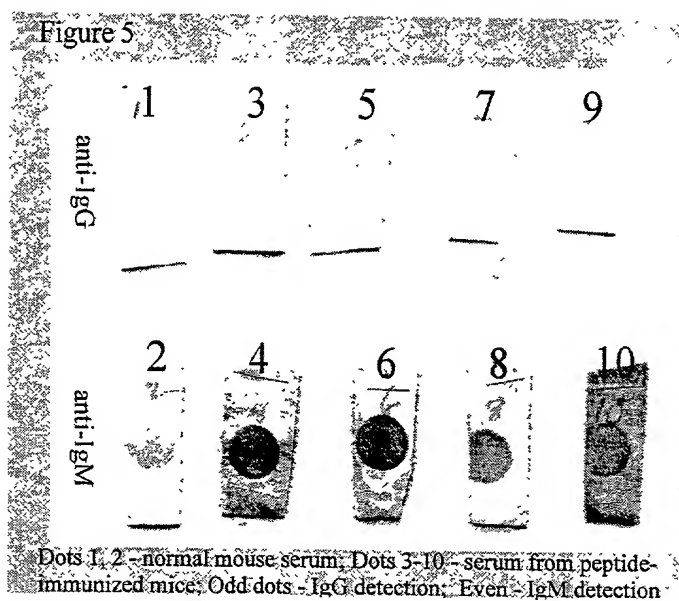 Figure 5
1 3 5 7 9
anti-IgG
2 4 6 8 10
anti-IgM
Dots 1, 2 - normal mouse serum; Dots 3-10 - serum from peptide-
immunized mice; Odd dots - IgG detection; Even - IgM detection